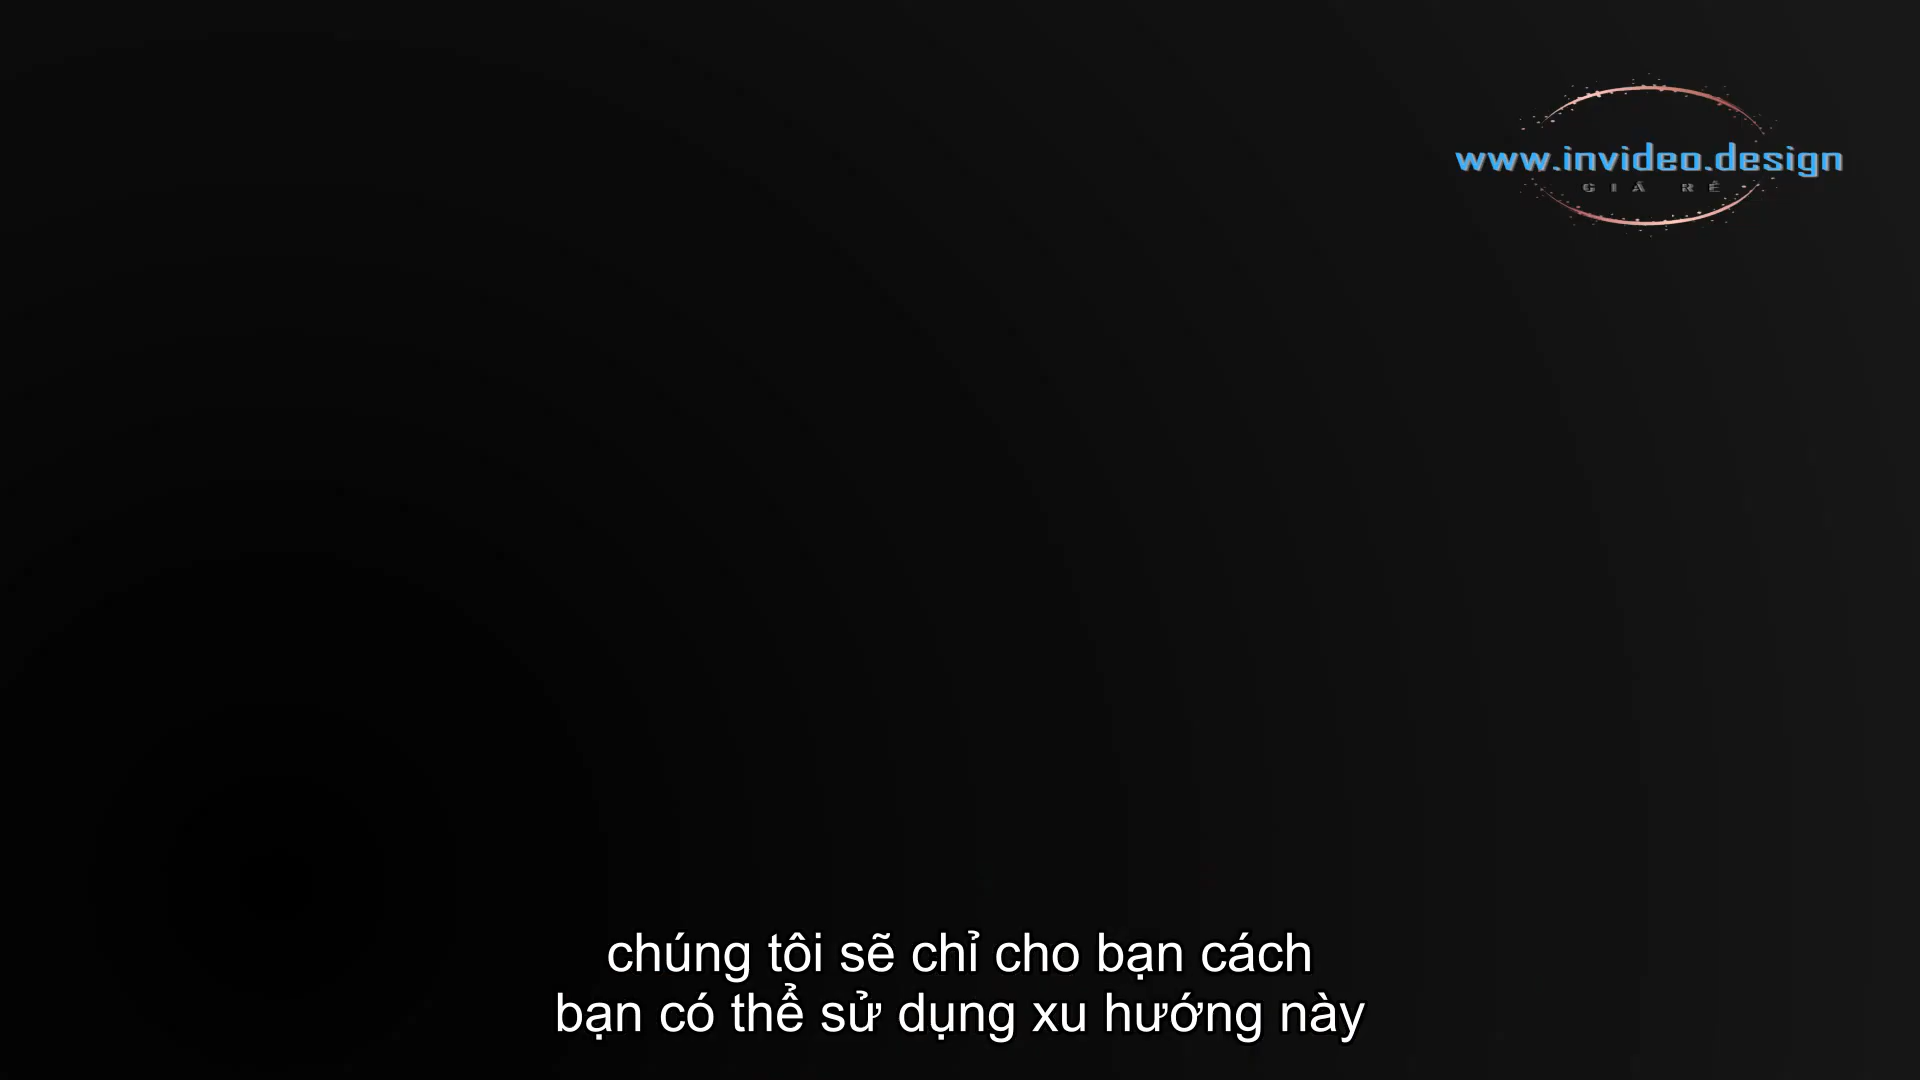 www.invideo.design
GIÁ RẺ
chúng tôi sẽ chỉ cho bạn cách
bạn có thể sử dụng xu hướng này